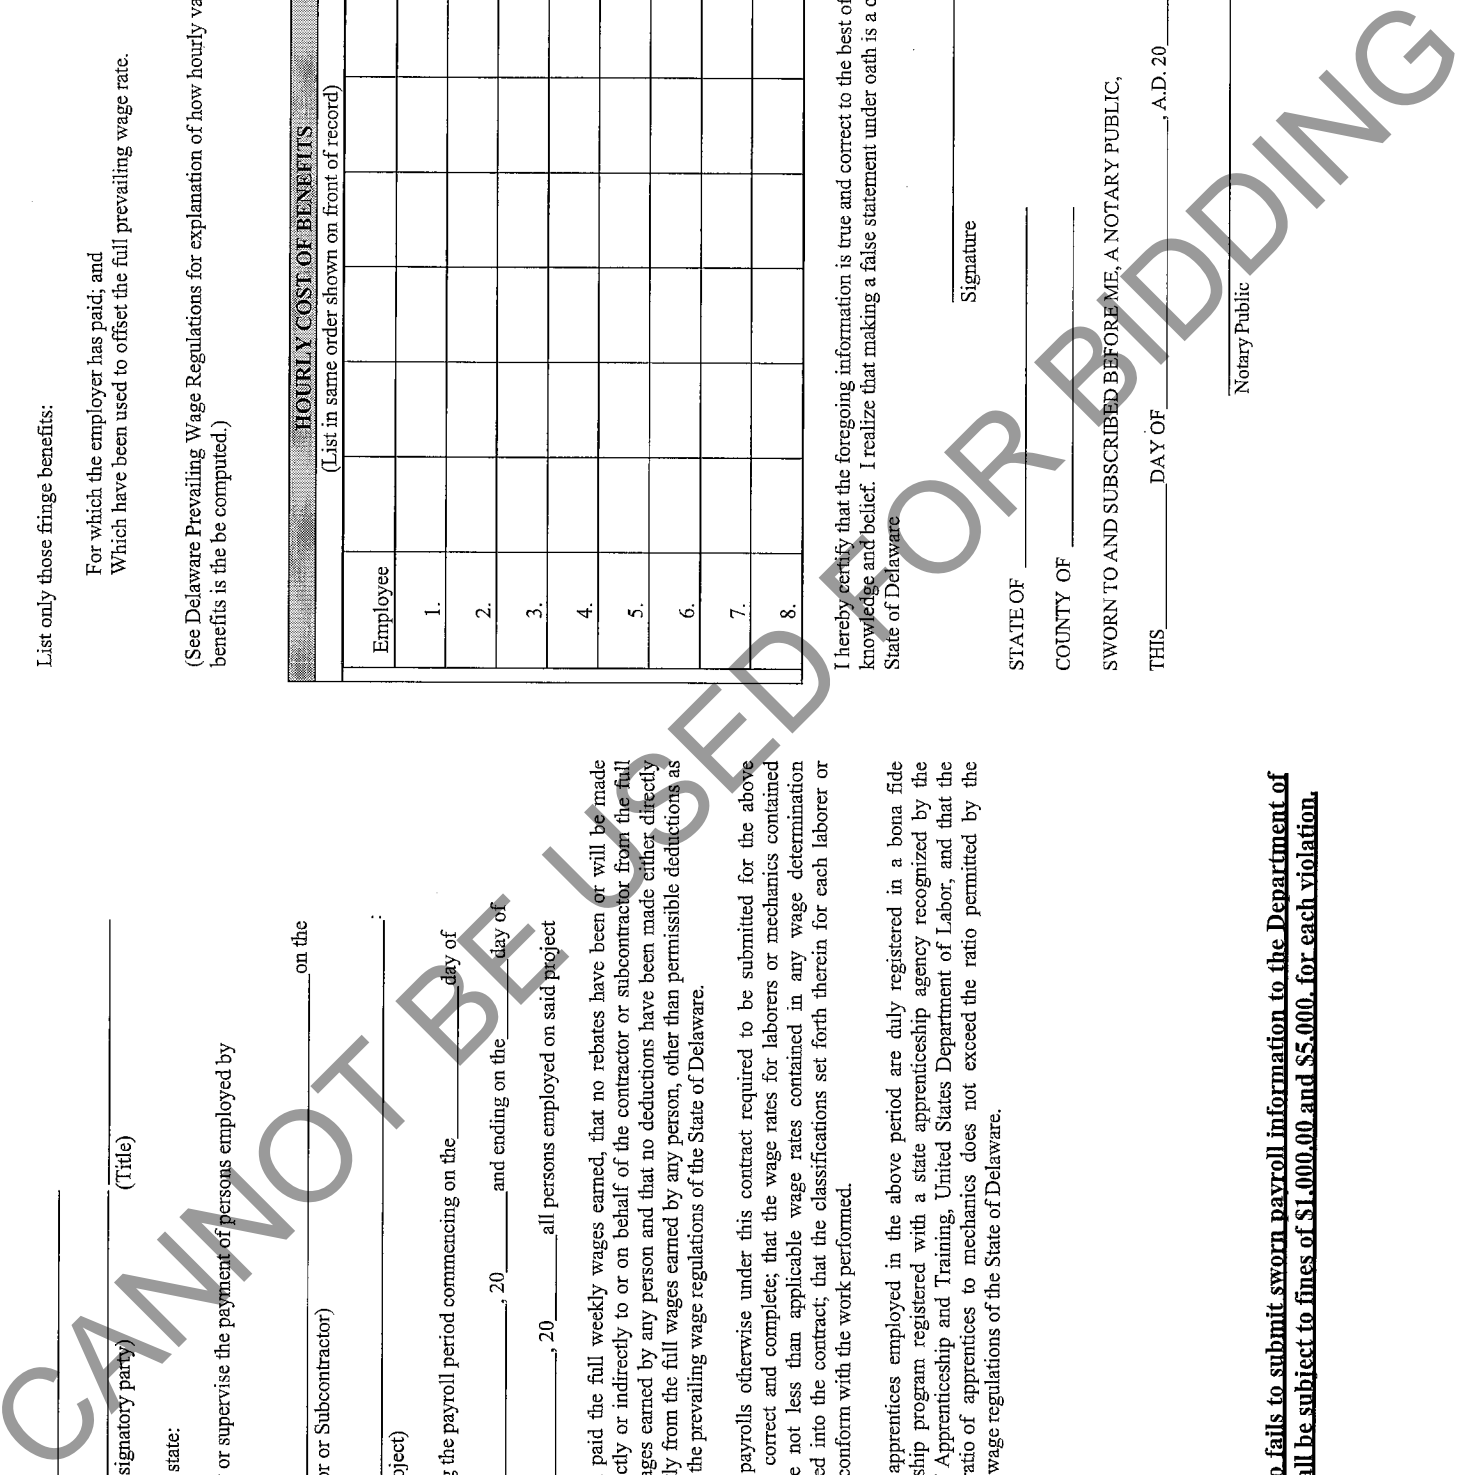 signatory party)
(Title)
state:
or supervise the payment of persons employed by
on the
or or Subcontractor)
oject)
:
g the payroll period commencing on the ____ day of
, 20____ and ending on the ____ day of
, 20____ all persons employed on said project
paid the full weekly wages earned, that no rebates have been or will be made
ctly or indirectly to or on behalf of the contractor or subcontractor from the full
ges earned by any person and that no deductions have been made either directly
ly from the full wages earned by any person, other than permissible deductions as
the prevailing wage regulations of the State of Delaware.
payrolls otherwise under this contract required to be submitted for the above
correct and complete; that the wage rates for laborers or mechanics contained
e not less than applicable wage rates contained in any wage determination
ed into the contract; that the classifications set forth therein for each laborer or
conform with the work performed.
apprentices employed in the above period are duly registered in a bona fide
ship program registered with a state apprenticeship agency recognized by the
Apprenticeship and Training, United States Department of Labor, and that the
ratio of apprentices to mechanics does not exceed the ratio permitted by the
wage regulations of the State of Delaware.
o fails to submit sworn payroll information to the Department of
all be subject to fines of $1,000.00 and $5,000. for each violation.
List only those fringe benefits:
For which the employer has paid; and
Which have been used to offset the full prevailing wage rate.
(See Delaware Prevailing Wage Regulations for explanation of how hourly va
benefits is the be computed.)
HOURLY COST OF BENEFITS
(List in same order shown on front of record)
Employee
1.
2.
3.
4.
5.
6.
7.
8.
I hereby certify that the foregoing information is true and correct to the best of
knowledge and belief. I realize that making a false statement under oath is a c
State of Delaware
Signature
STATE OF
COUNTY OF
SWORN TO AND SUBSCRIBED BEFORE ME, A NOTARY PUBLIC,
THIS____ DAY OF ____, A.D. 20____
Notary Public
CANNOT BE USED FOR BIDDING